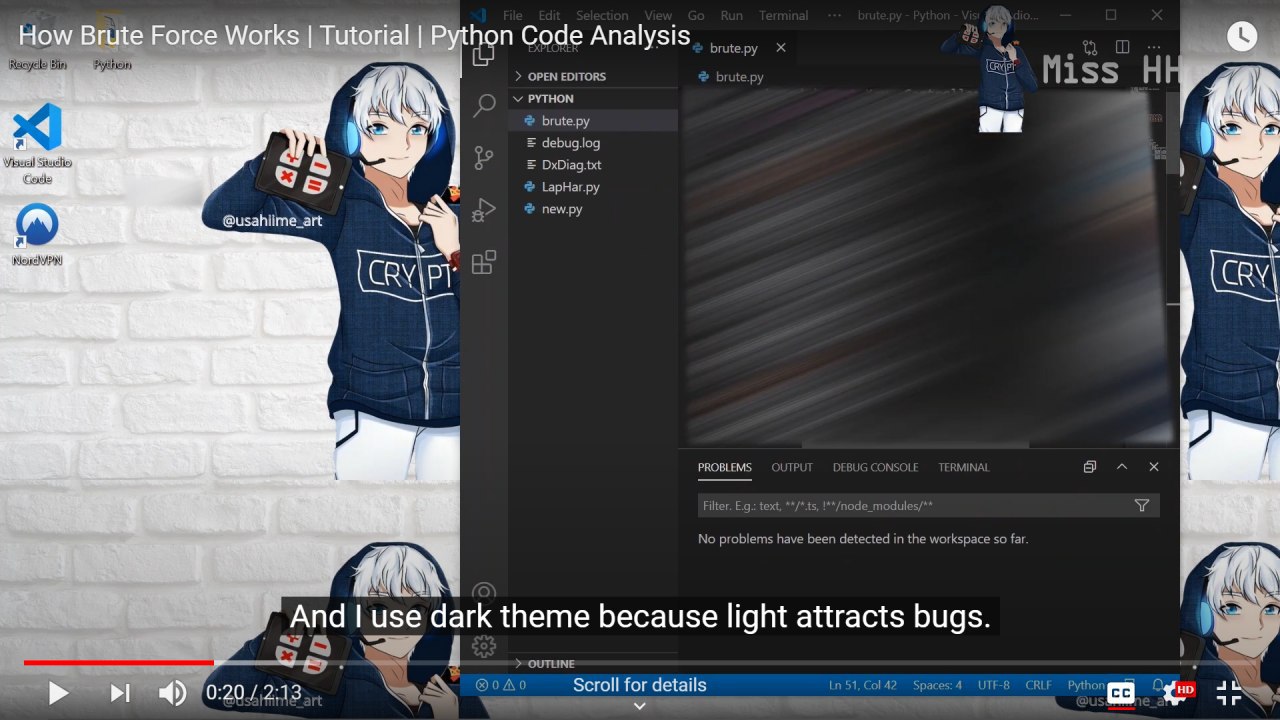 How Brute Force Works | Tutorial | Python Code Analysis
File Edit Selection View Go Run Terminal ··· brute.py - Python - Vis
Recycle Bin
Python
Visual Studio
Code
NordVPN
@usahiime_art
CRYPT
EXPLORER
OPEN EDITORS
PYTHON
brute.py
debug.log
DxDiag.txt
LapHar.py
new.py
OUTLINE
brute.py
brute.py
CRYPT
Miss HH
CRYPT
PROBLEMS OUTPUT DEBUG CONSOLE TERMINAL
Filter. E.g.: text, **/*.ts, !**/node_modules/**
No problems have been detected in the workspace so far.
And I use dark theme because light attracts bugs.
0 0 Scroll for details Ln 51, Col 42 Spaces: 4 UTF-8 CRLF Python
0:20 / 2:13
CC HD
@usahiime_art